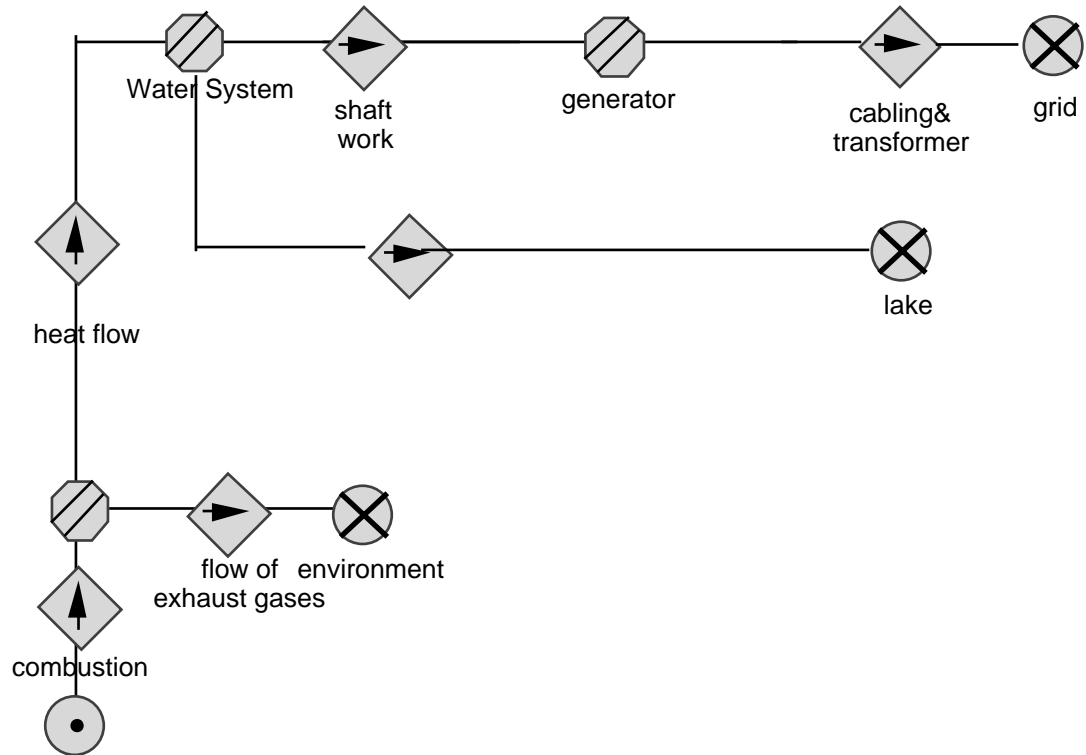 Water System
shaft
work
generator
cabling&
transformer
grid
lake
heat flow
flow of
exhaust gases
environment
combustion